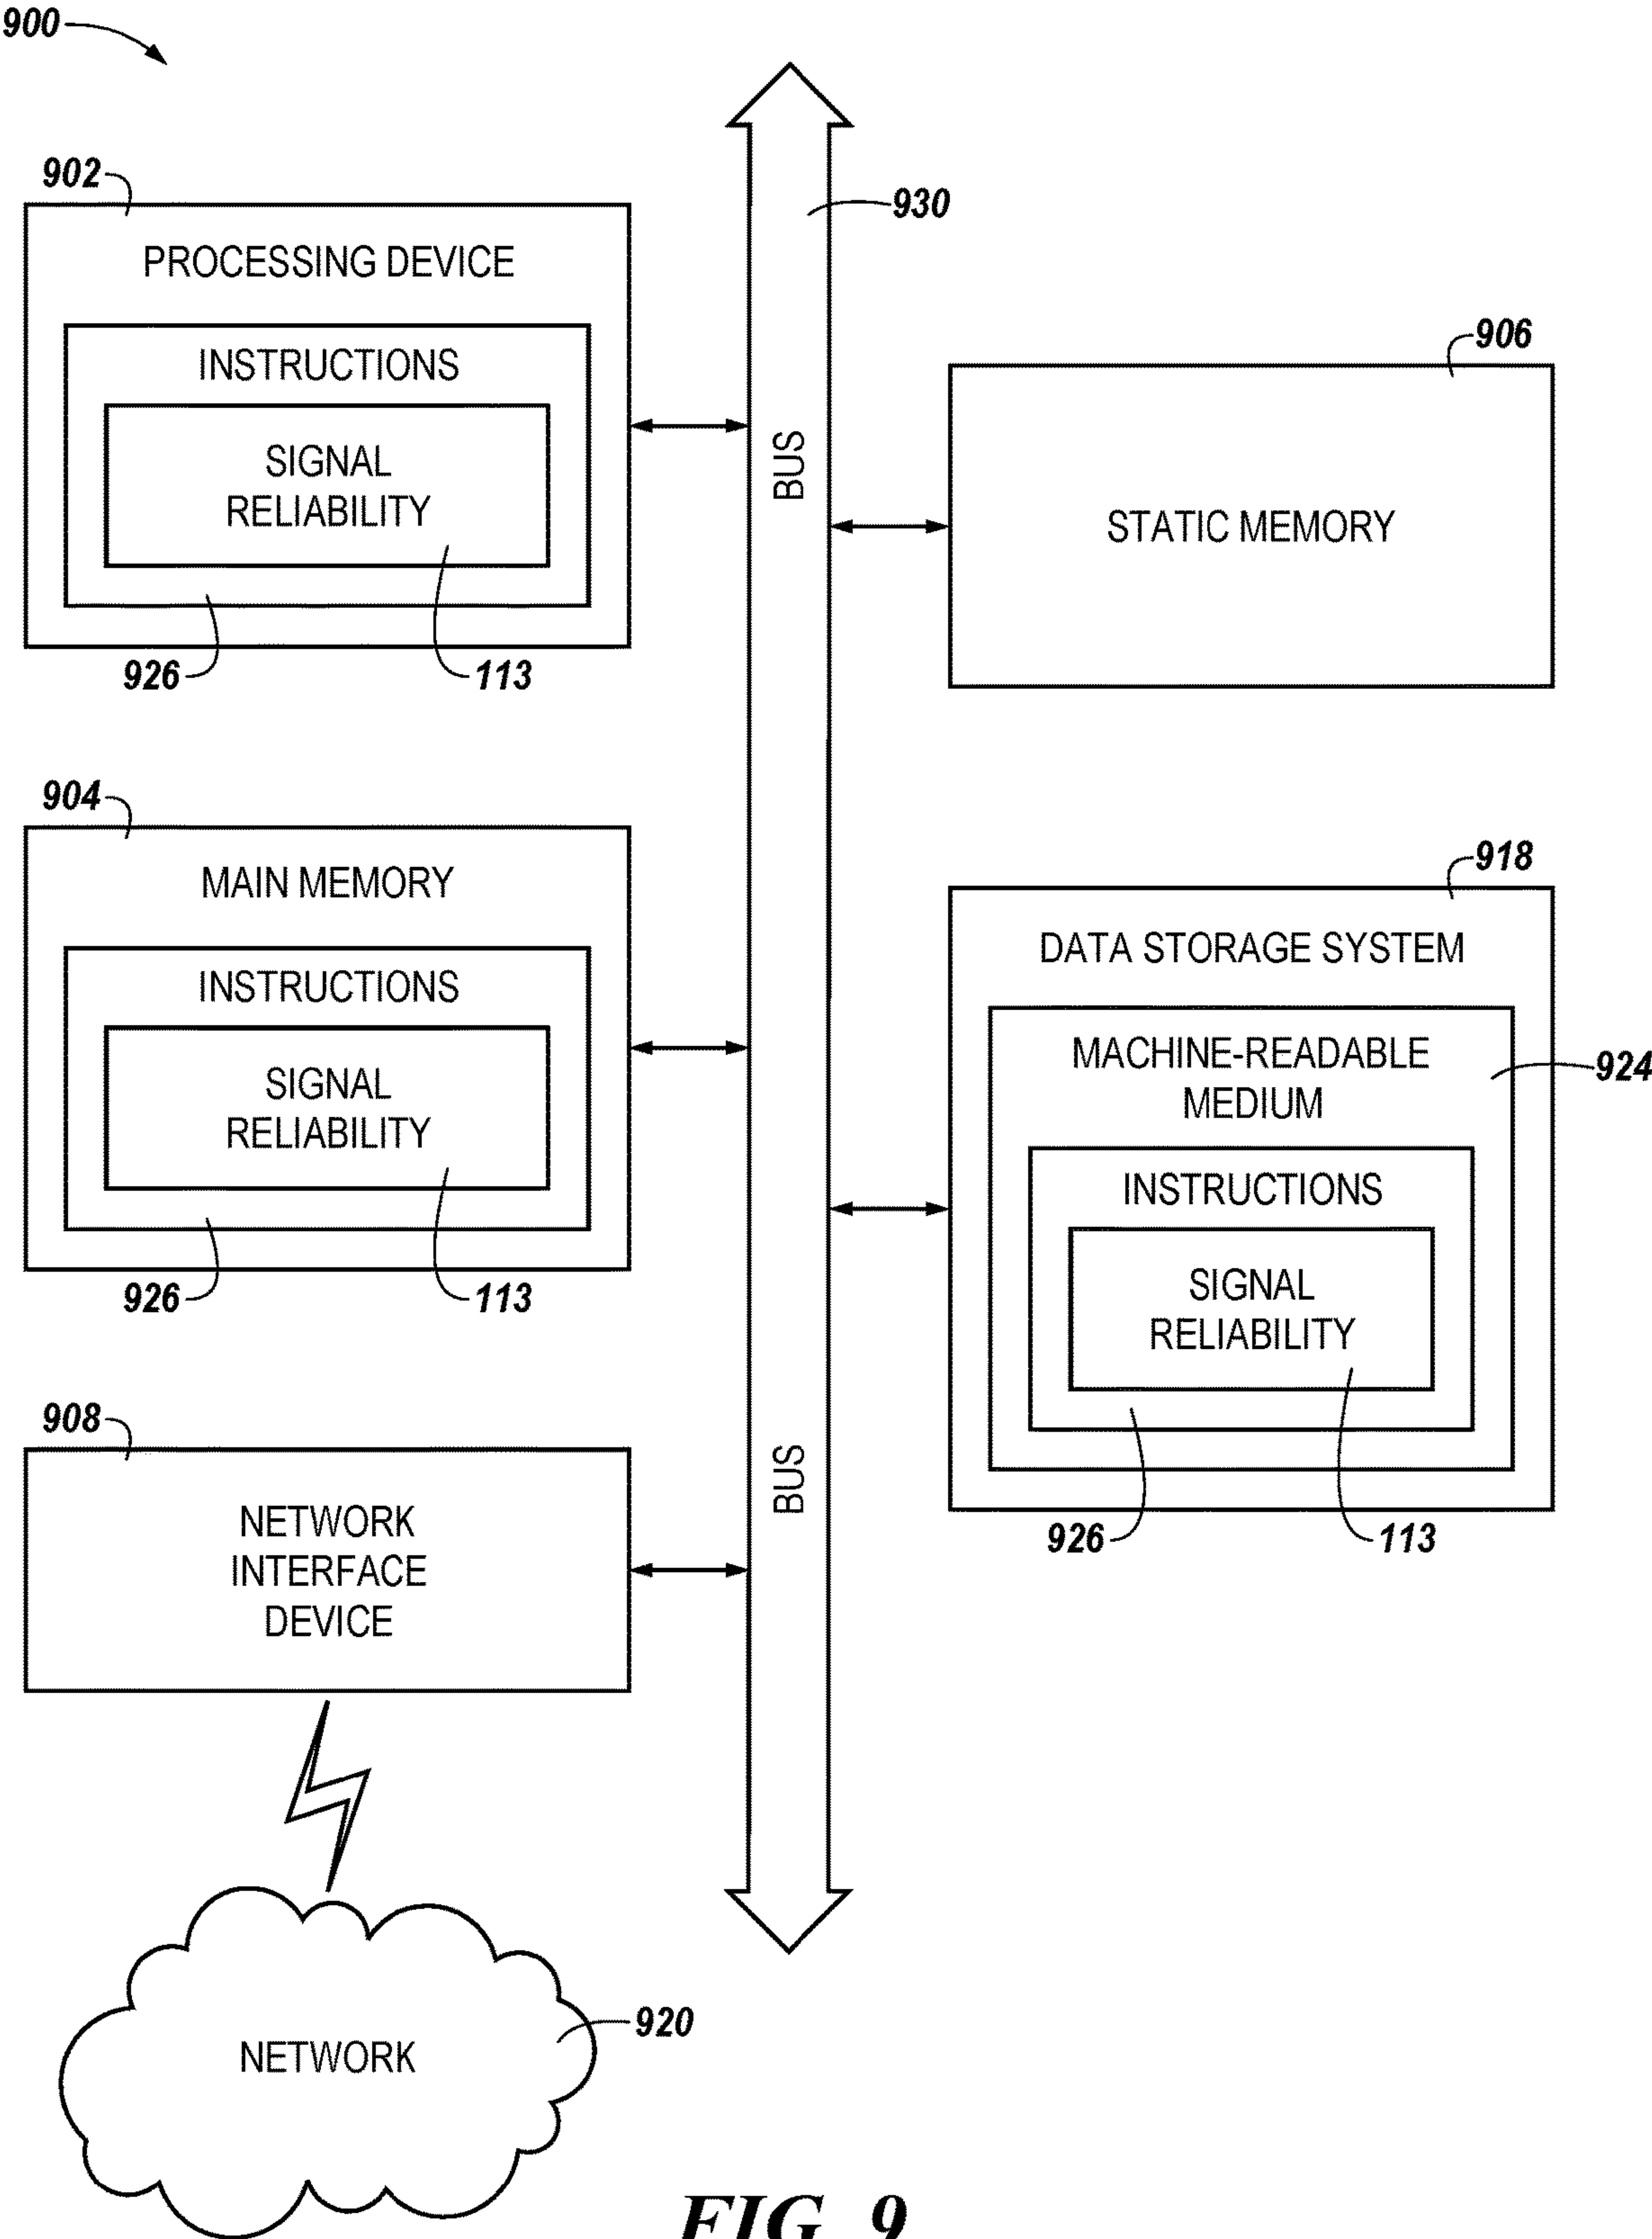 900
902
PROCESSING DEVICE
INSTRUCTIONS
SIGNAL
RELIABILITY
926
113
930
BUS
906
STATIC MEMORY
904
MAIN MEMORY
INSTRUCTIONS
SIGNAL
RELIABILITY
926
113
918
DATA STORAGE SYSTEM
MACHINE-READABLE
MEDIUM
924
INSTRUCTIONS
SIGNAL
RELIABILITY
926
113
908
NETWORK
INTERFACE
DEVICE
BUS
NETWORK
920
FIG. 9